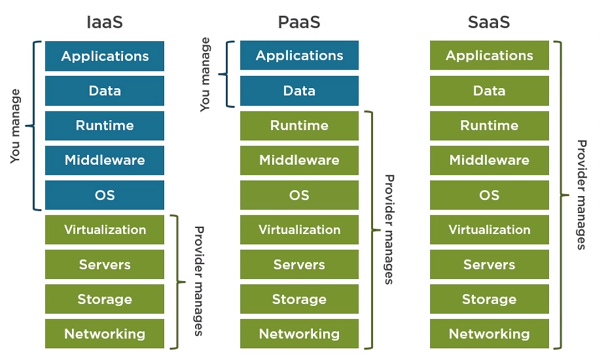 IaaS
PaaS
SaaS
You manage
Applications
Data
Runtime
Middleware
OS
Virtualization
Servers
Storage
Networking
Provider manages
You manage
Applications
Data
Runtime
Middleware
OS
Virtualization
Servers
Storage
Networking
Provider manages
Applications
Data
Runtime
Middleware
OS
Virtualization
Servers
Storage
Networking
Provider manages